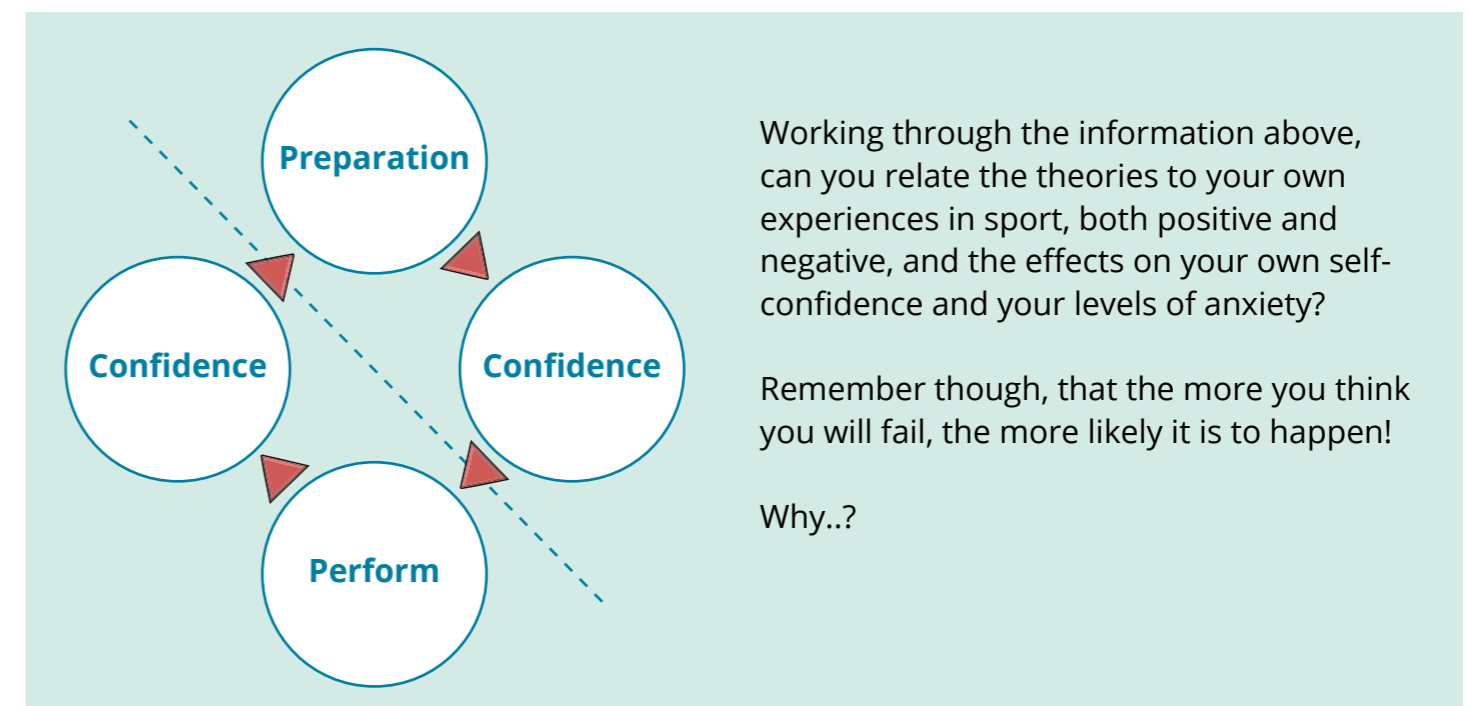 Preparation
Confidence
Confidence
Perform
Working through the information above,
can you relate the theories to your own
experiences in sport, both positive and
negative, and the effects on your own self-
confidence and your levels of anxiety?
Remember though, that the more you think
you will fail, the more likely it is to happen!
Why..?